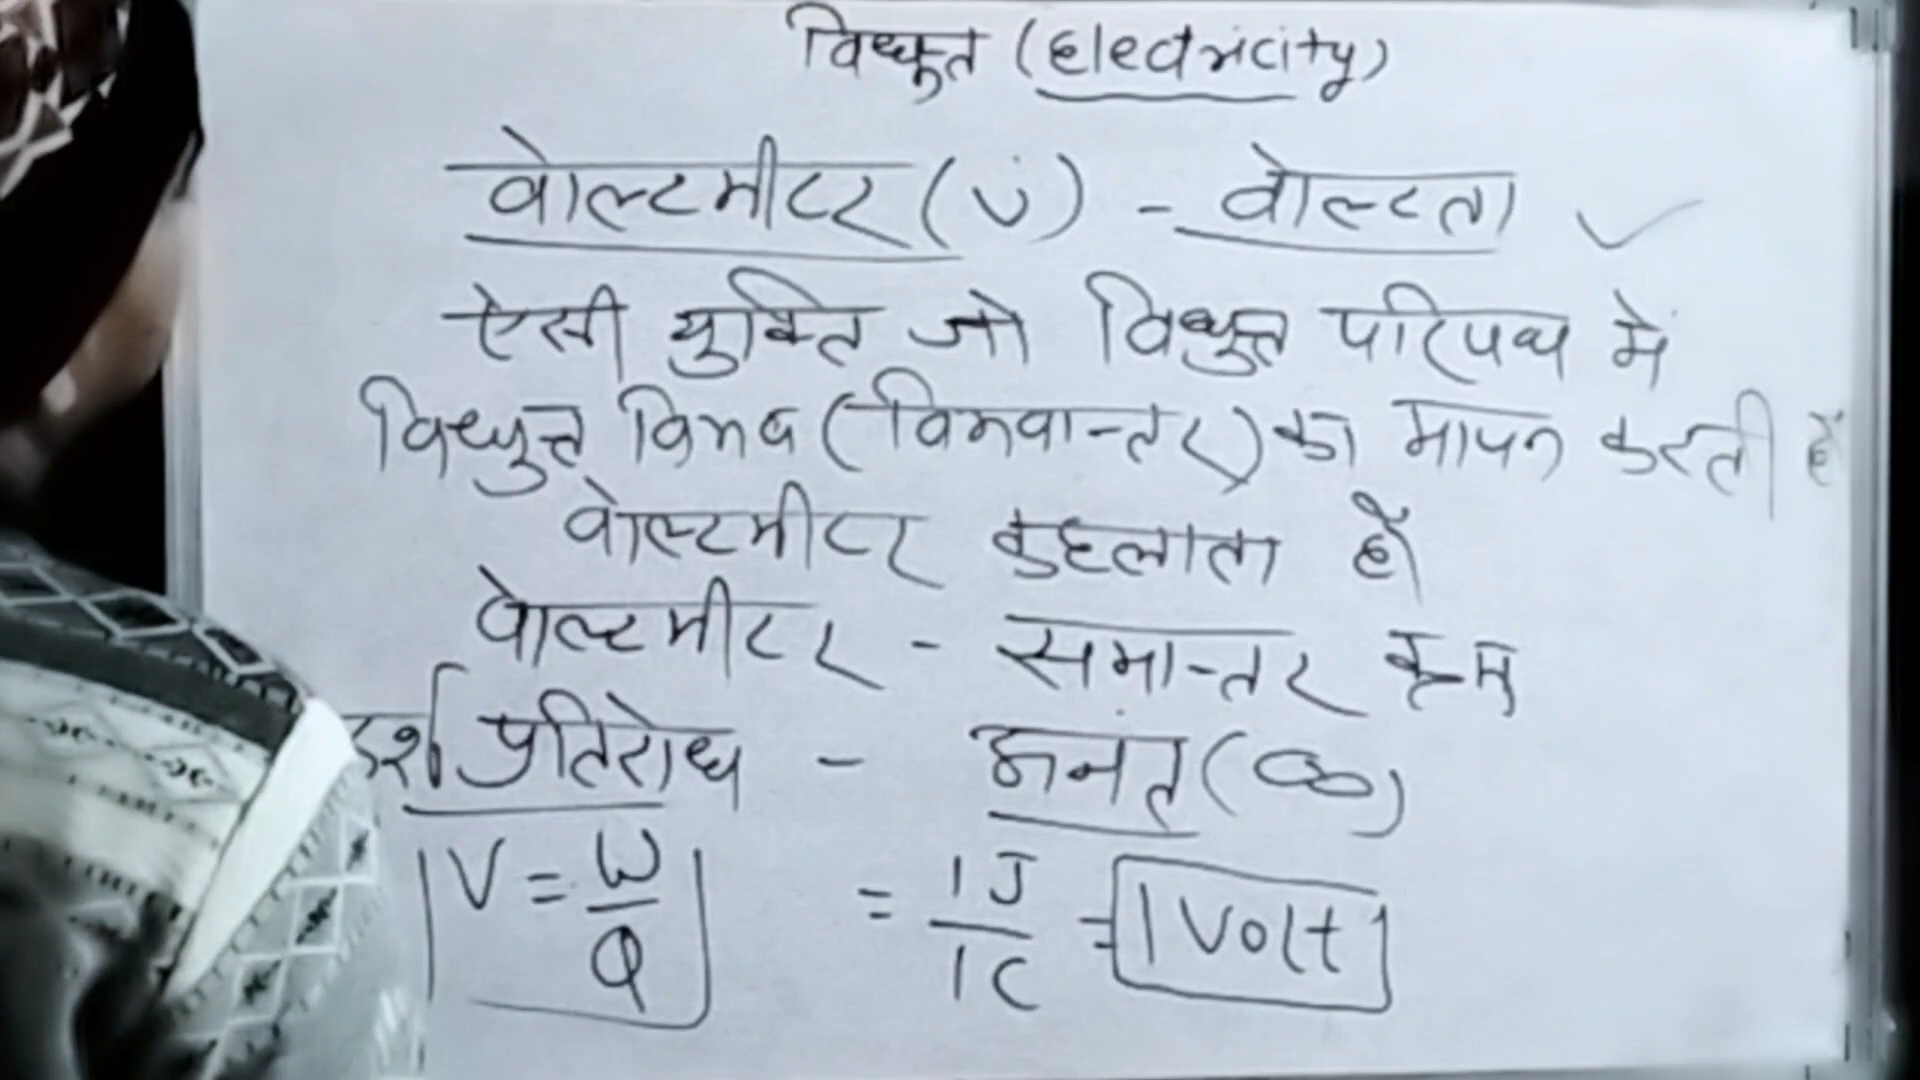 विधुत (Electricity)
वोल्टमीटर (V) - वोल्टता ✓
ऐसी युक्ति जो विधुत परिपथ में
विधुत विभव (विभवान्तर) का मापन करती है
वोल्टमीटर कहलाता है
वोल्टमीटर - समान्तर क्रम
प्रतिरोध - अनंत (∞)
V = W/Q = 1J/1C = 1 Volt